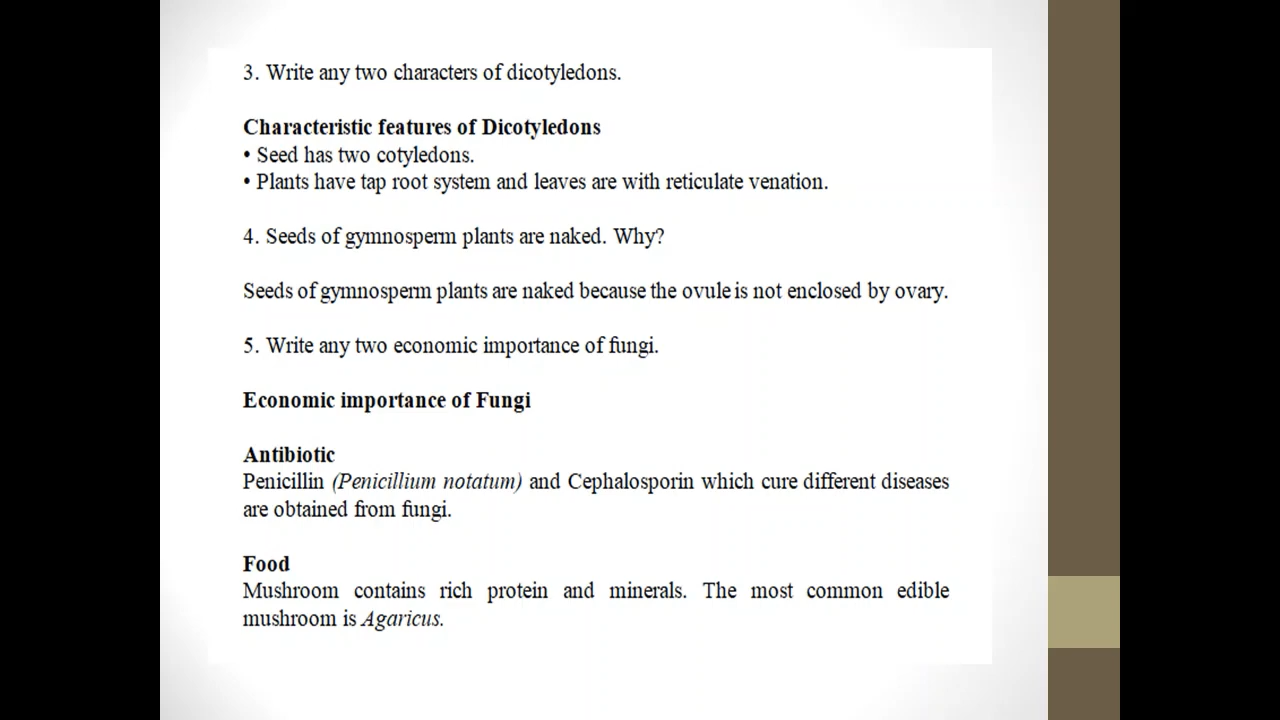 3. Write any two characters of dicotyledons.
Characteristic features of Dicotyledons
• Seed has two cotyledons.
• Plants have tap root system and leaves are with reticulate venation.
4. Seeds of gymnosperm plants are naked. Why?
Seeds of gymnosperm plants are naked because the ovule is not enclosed by ovary.
5. Write any two economic importance of fungi.
Economic importance of Fungi
Antibiotic
Penicillin (Penicillium notatum) and Cephalosporin which cure different diseases
are obtained from fungi.
Food
Mushroom contains rich protein and minerals. The most common edible
mushroom is Agaricus.